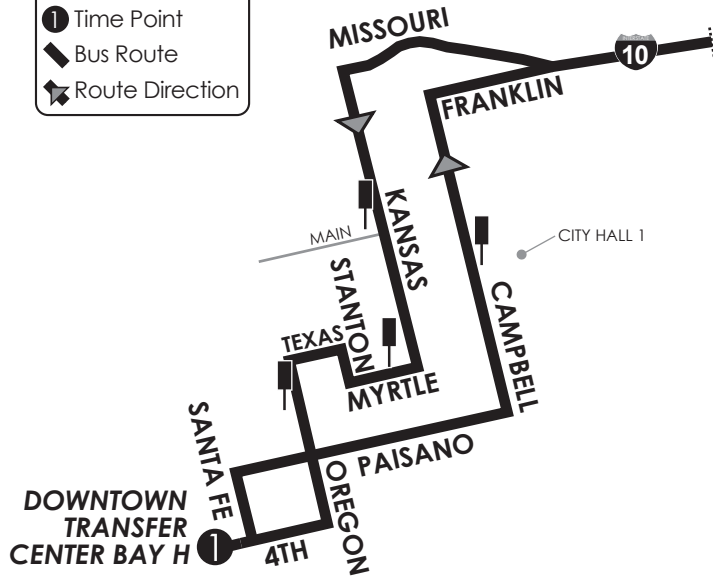 1 Time Point
Bus Route
Route Direction
MISSOURI
10
FRANKLIN
KANSAS
MAIN
CITY HALL 1
STANTON
TEXAS
CAMPBELL
MYRTLE
SANTA FE
PAISANO
OREGON
DOWNTOWN
TRANSFER
CENTER BAY H
1
4TH